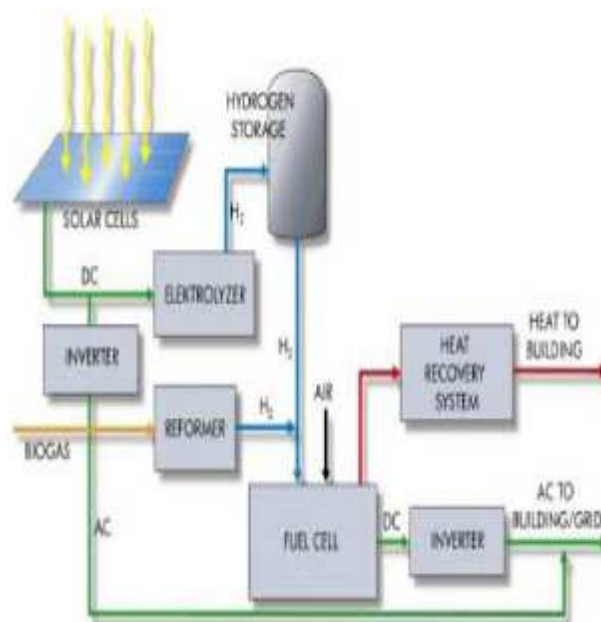 HYDROGEN
STORAGE
SOLAR CELLS
H2
DC
ELEKTROLYZER
INVERTER
H2
HEAT
RECOVERY
SYSTEM
HEAT TO
BUILDING
REFORMER
H2
AIR
BIOGAS
AC
FUEL CELL
DC
INVERTER
AC TO
BUILDING/GRID